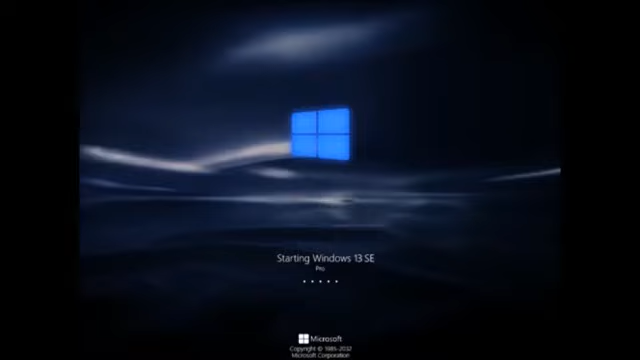 Starting Windows 13 SE
Pro
Microsoft
Copyright © 1985-2032
Microsoft Corporation